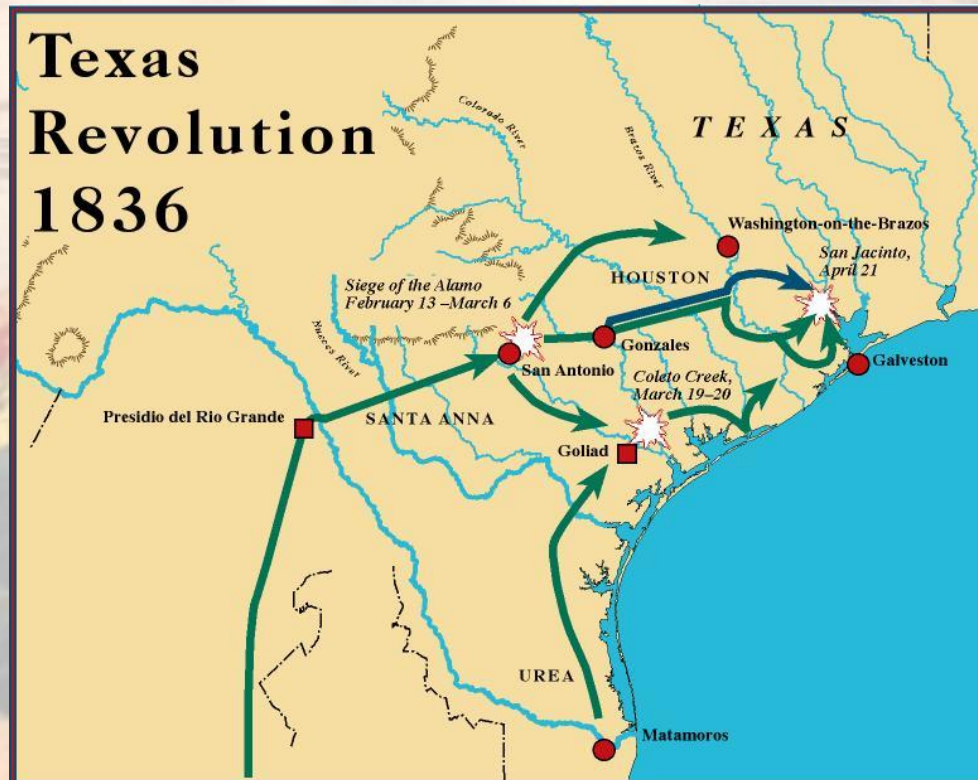 Texas
Revolution
1836
TEXAS
Colorado River
Brazos River
Washington-on-the-Brazos
San Jacinto,
April 21
HOUSTON
Siege of the Alamo
February 13 –March 6
Nueces River
Gonzales
San Antonio
Galveston
Coleto Creek,
March 19–20
Presidio del Rio Grande
SANTA ANNA
Goliad
UREA
Matamoros